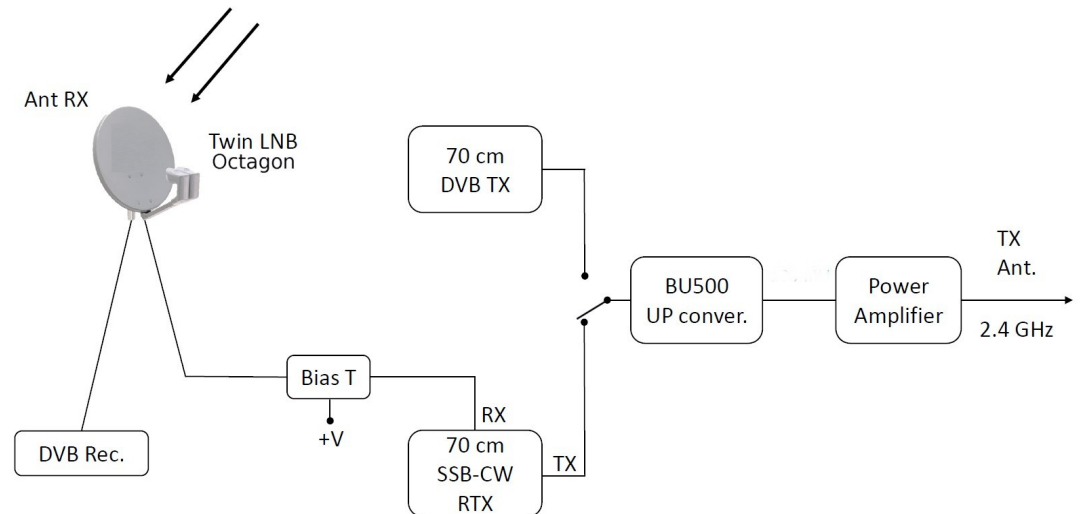 Ant RX
Twin LNB
Octagon
70 cm
DVB TX
TX
Ant.
BU500
UP conver.
Power
Amplifier
2.4 GHz
Bias T
+V
RX
DVB Rec.
70 cm
SSB-CW
RTX
TX